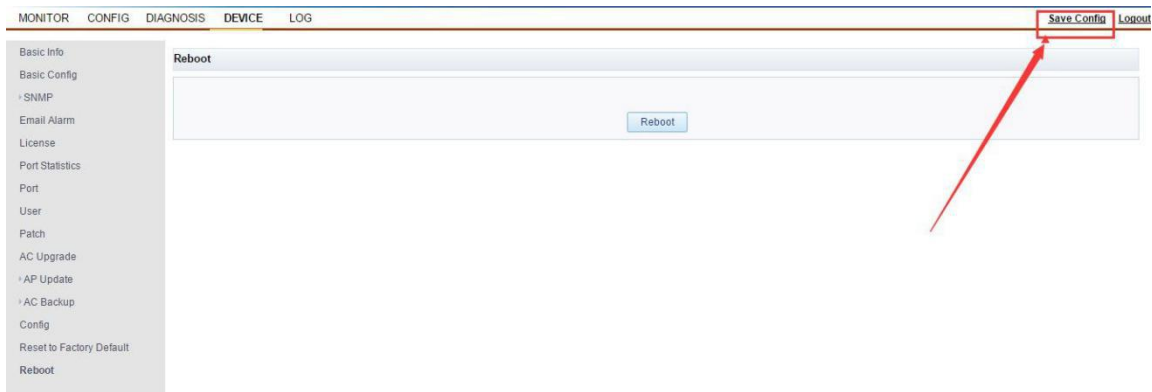 MONITOR CONFIG DIAGNOSIS DEVICE LOG Save Config Logout
Basic Info
Basic Config
SNMP
Email Alarm
License
Port Statistics
Port
User
Patch
AC Upgrade
AP Update
AC Backup
Config
Reset to Factory Default
Reboot
Reboot
Reboot